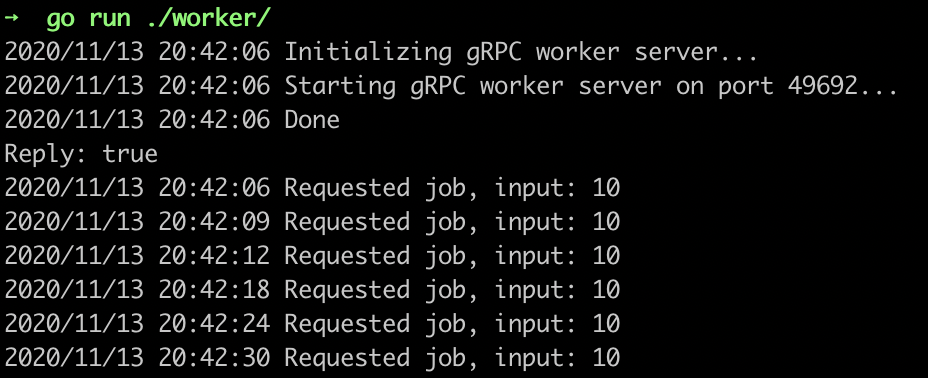 → go run ./worker/
2020/11/13 20:42:06 Initializing gRPC worker server...
2020/11/13 20:42:06 Starting gRPC worker server on port 49692...
2020/11/13 20:42:06 Done
Reply: true
2020/11/13 20:42:06 Requested job, input: 10
2020/11/13 20:42:09 Requested job, input: 10
2020/11/13 20:42:12 Requested job, input: 10
2020/11/13 20:42:18 Requested job, input: 10
2020/11/13 20:42:24 Requested job, input: 10
2020/11/13 20:42:30 Requested job, input: 10